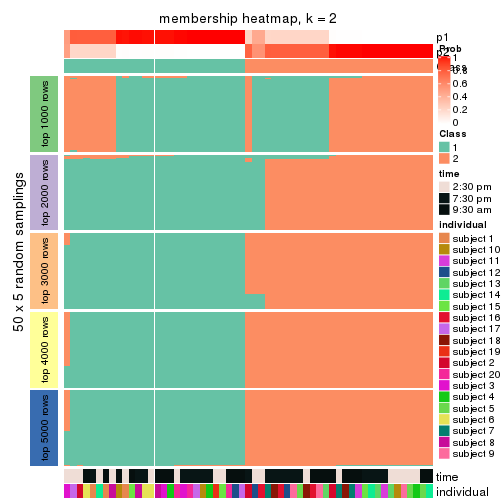 membership heatmap, k = 2
p1
p2
Class
50 x 5 random samplings
top 1000 rows
top 2000 rows
top 3000 rows
top 4000 rows
top 5000 rows
time
individual
Prob
1
0.8
0.6
0.4
0.2
0
Class
1
2
time
2:30 pm
7:30 pm
9:30 am
individual
subject 1
subject 10
subject 11
subject 12
subject 13
subject 14
subject 15
subject 16
subject 17
subject 18
subject 19
subject 2
subject 20
subject 3
subject 4
subject 5
subject 6
subject 7
subject 8
subject 9